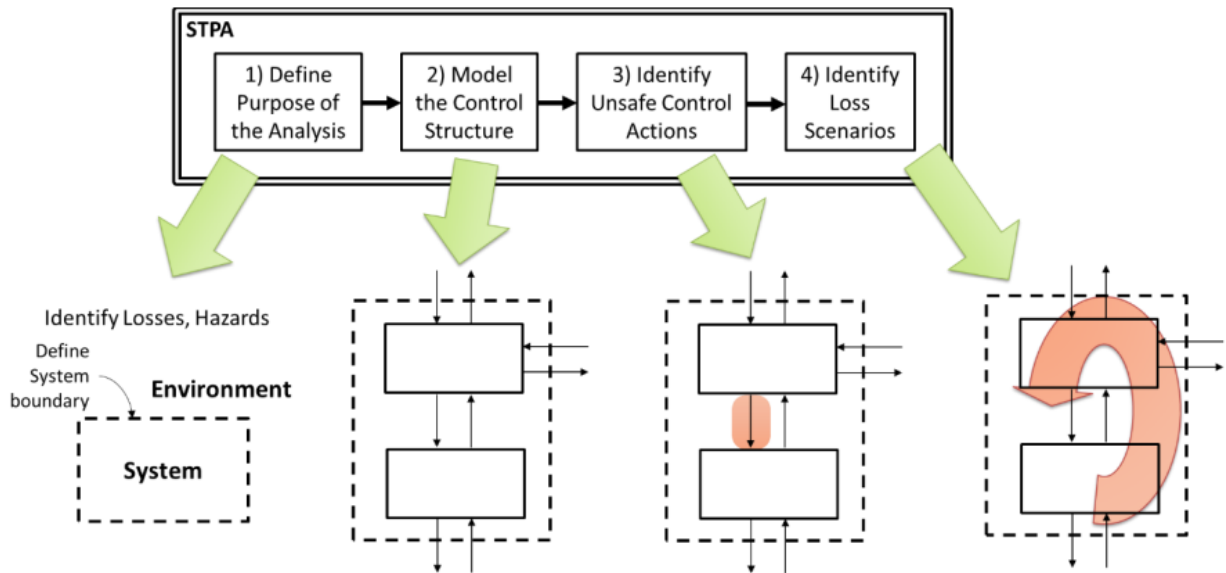 STPA
1) Define
Purpose of
the Analysis
2) Model
the Control
Structure
3) Identify
Unsafe Control
Actions
4) Identify
Loss
Scenarios
Identify Losses, Hazards
Define
System
boundary
Environment
System